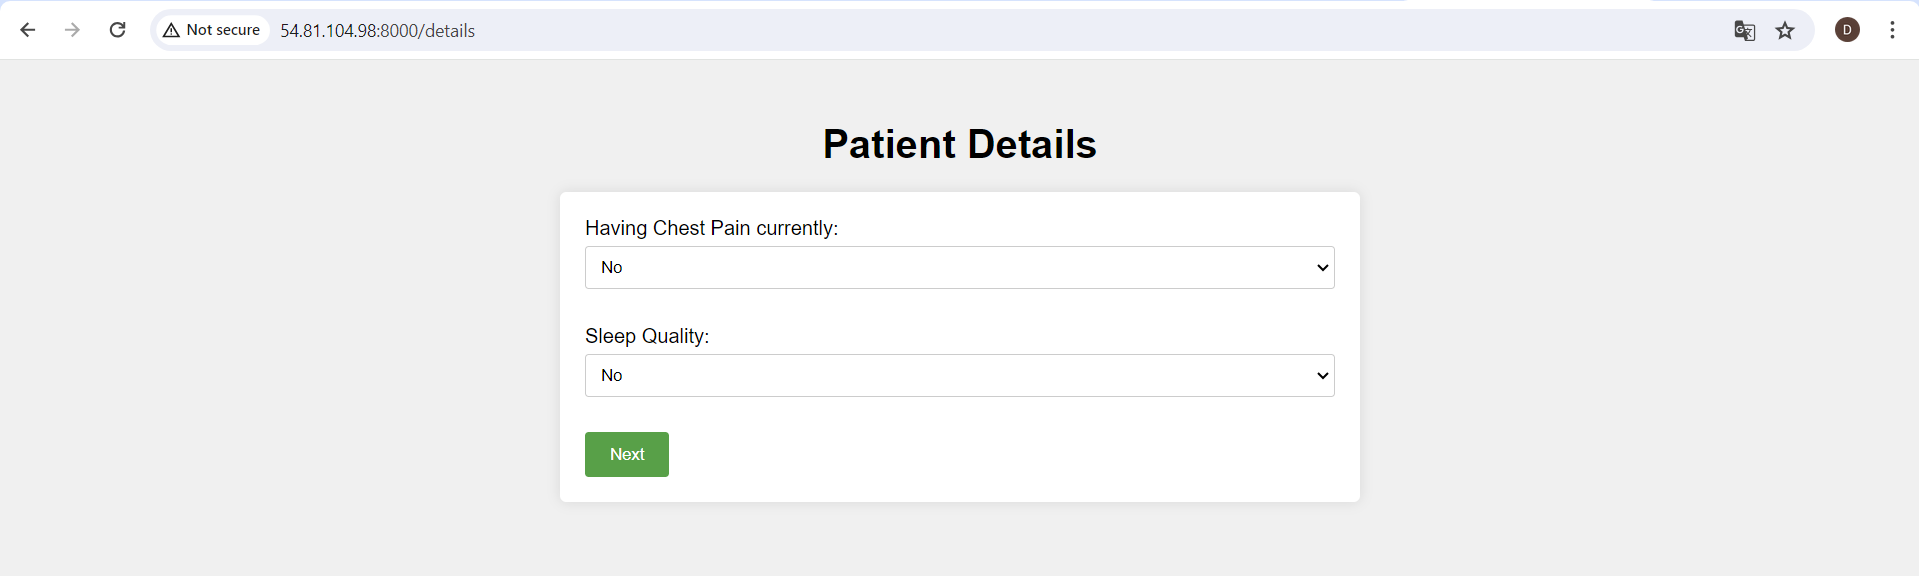 Not secure 54.81.104.98:8000/details D
Patient Details
Having Chest Pain currently:
No
Sleep Quality:
No
Next